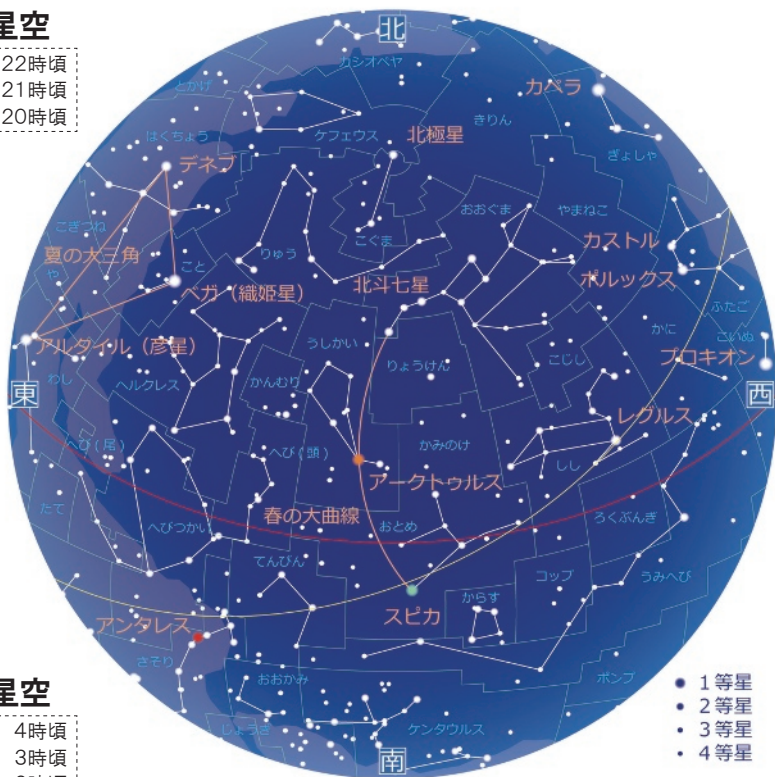 星空
22時頃
21時頃
20時頃
北
カシオペヤ
とかげ
カペラ
きりん
はくちょう
ケフェウス
北極星
ぎょしゃ
デネブ
おおぐま
やまねこ
こぎつね
こぐま
カストル
夏の大三角
りゅう
や
こと
ポルックス
ベガ（織姫星）
北斗七星
ふたご
かに
こいぬ
アルタイル（彦星）
うしかい
りょうけん
こじし
プロキオン
わし
ヘルクレス
かんむり
東
西
レグルス
へび（尾）
へび（頭）
かみのけ
しし
アークトゥルス
たて
春の大曲線
ろくぶんぎ
へびつかい
おとめ
てんびん
コップ
うみへび
からす
スピカ
アンタレス
さそり
おおかみ
ポンプ
じょうぎ
ケンタウルス
南
1等星
2等星
3等星
4等星
星空
4時頃
3時頃